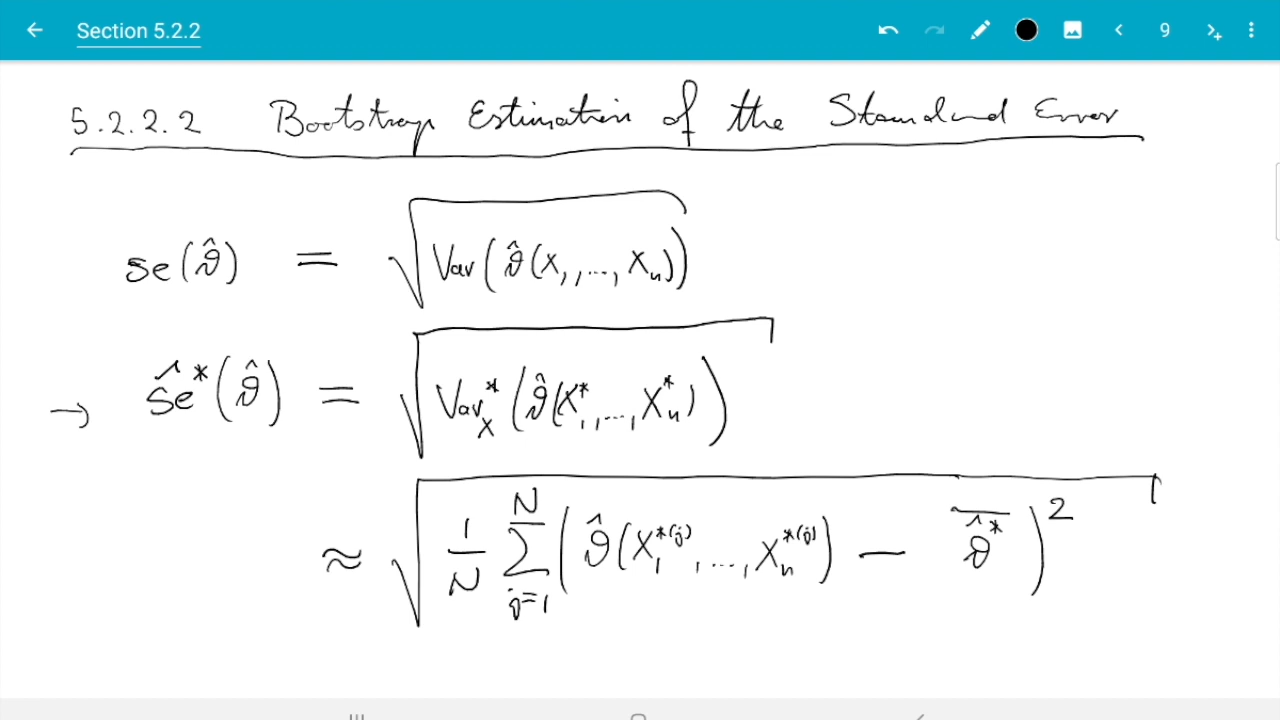 Section 5.2.2
9
5.2.2.2 Bootstrap Estimation of the Standard Error
se(θ̂) = √Var(θ̂(X₁,...,Xₙ))
→ ŝe*(θ̂) = √Var*ₓ(θ̂(X*₁,...,X*ₙ))
≈ √(1/N ∑_{j=1}^{N} (θ̂(X₁*⁽ʲ⁾,...,Xₙ*⁽ʲ⁾) − \overline{θ̂*})²)